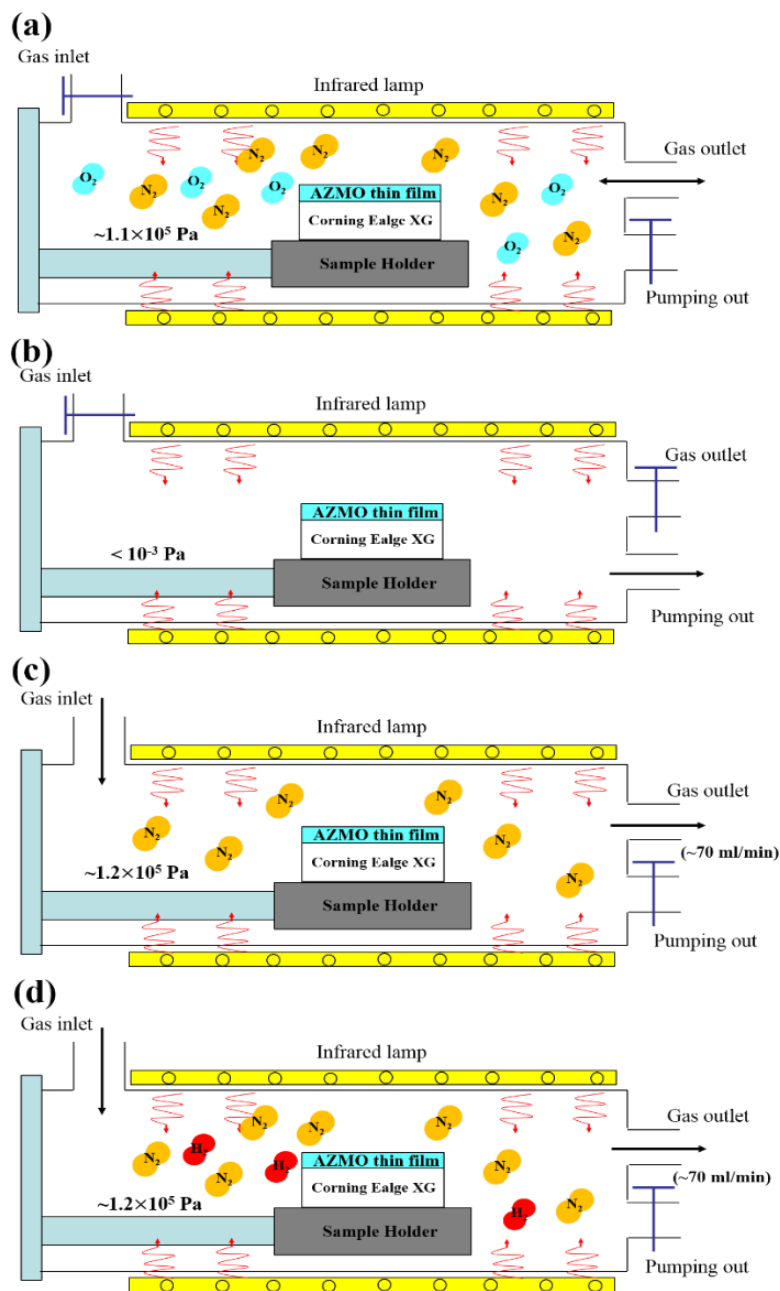 (a)
Gas inlet
Infrared lamp
N₂
N₂
N₂
Gas outlet
O₂
N₂
O₂
O₂
AZMO thin film
N₂
O₂
N₂
Corning Ealge XG
~1.1×10⁵ Pa
O₂
N₂
Sample Holder
Pumping out
(b)
Gas inlet
Infrared lamp
Gas outlet
AZMO thin film
Corning Ealge XG
< 10⁻³ Pa
Sample Holder
Pumping out
(c)
Gas inlet
Infrared lamp
N₂
N₂
Gas outlet
N₂
AZMO thin film
N₂
N₂
Corning Ealge XG
(~70 ml/min)
~1.2×10⁵ Pa
N₂
Sample Holder
Pumping out
(d)
Gas inlet
Infrared lamp
N₂
N₂
N₂
Gas outlet
N₂
H₂
H₂
AZMO thin film
N₂
N₂
Corning Ealge XG
(~70 ml/min)
~1.2×10⁵ Pa
H₂
N₂
Sample Holder
Pumping out